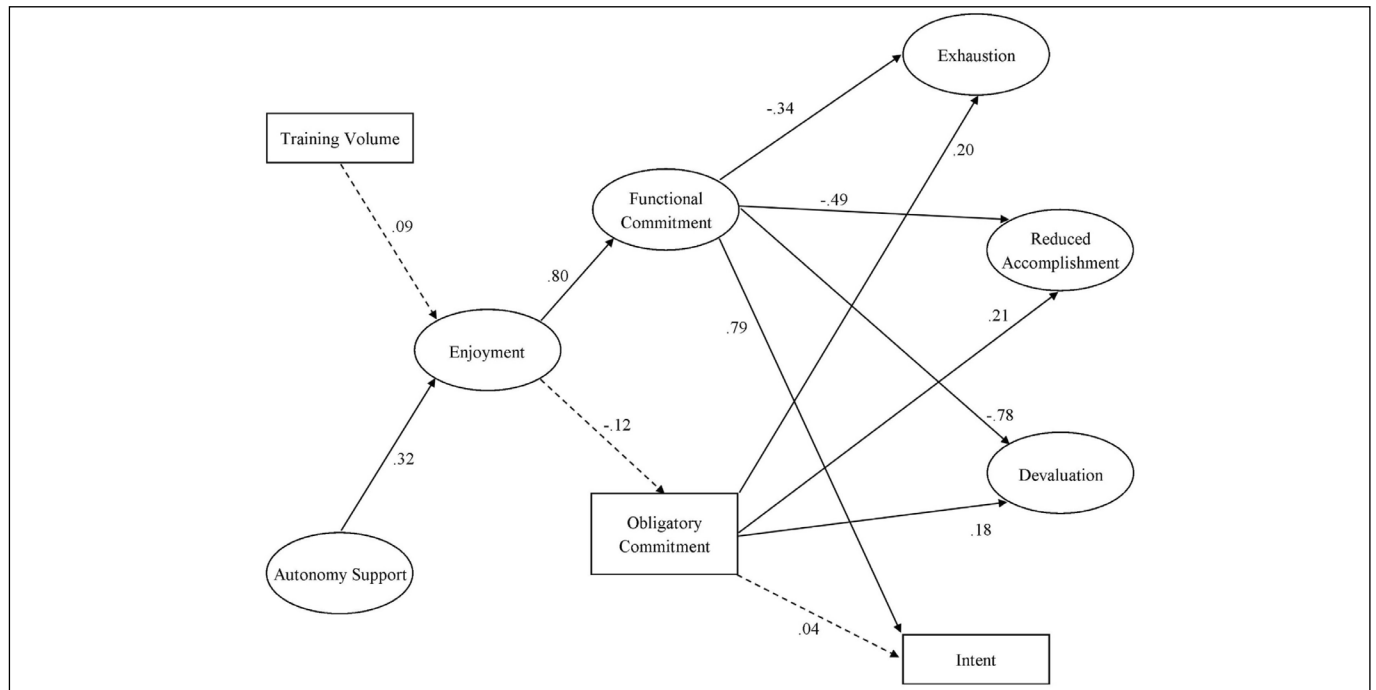 Exhaustion
-.34
Training Volume
.20
Functional
Commitment
-.49
Reduced
Accomplishment
.09
.80
.21
.79
Enjoyment
-.12
-.78
.32
Devaluation
Obligatory
Commitment
.18
Autonomy Support
.04
Intent